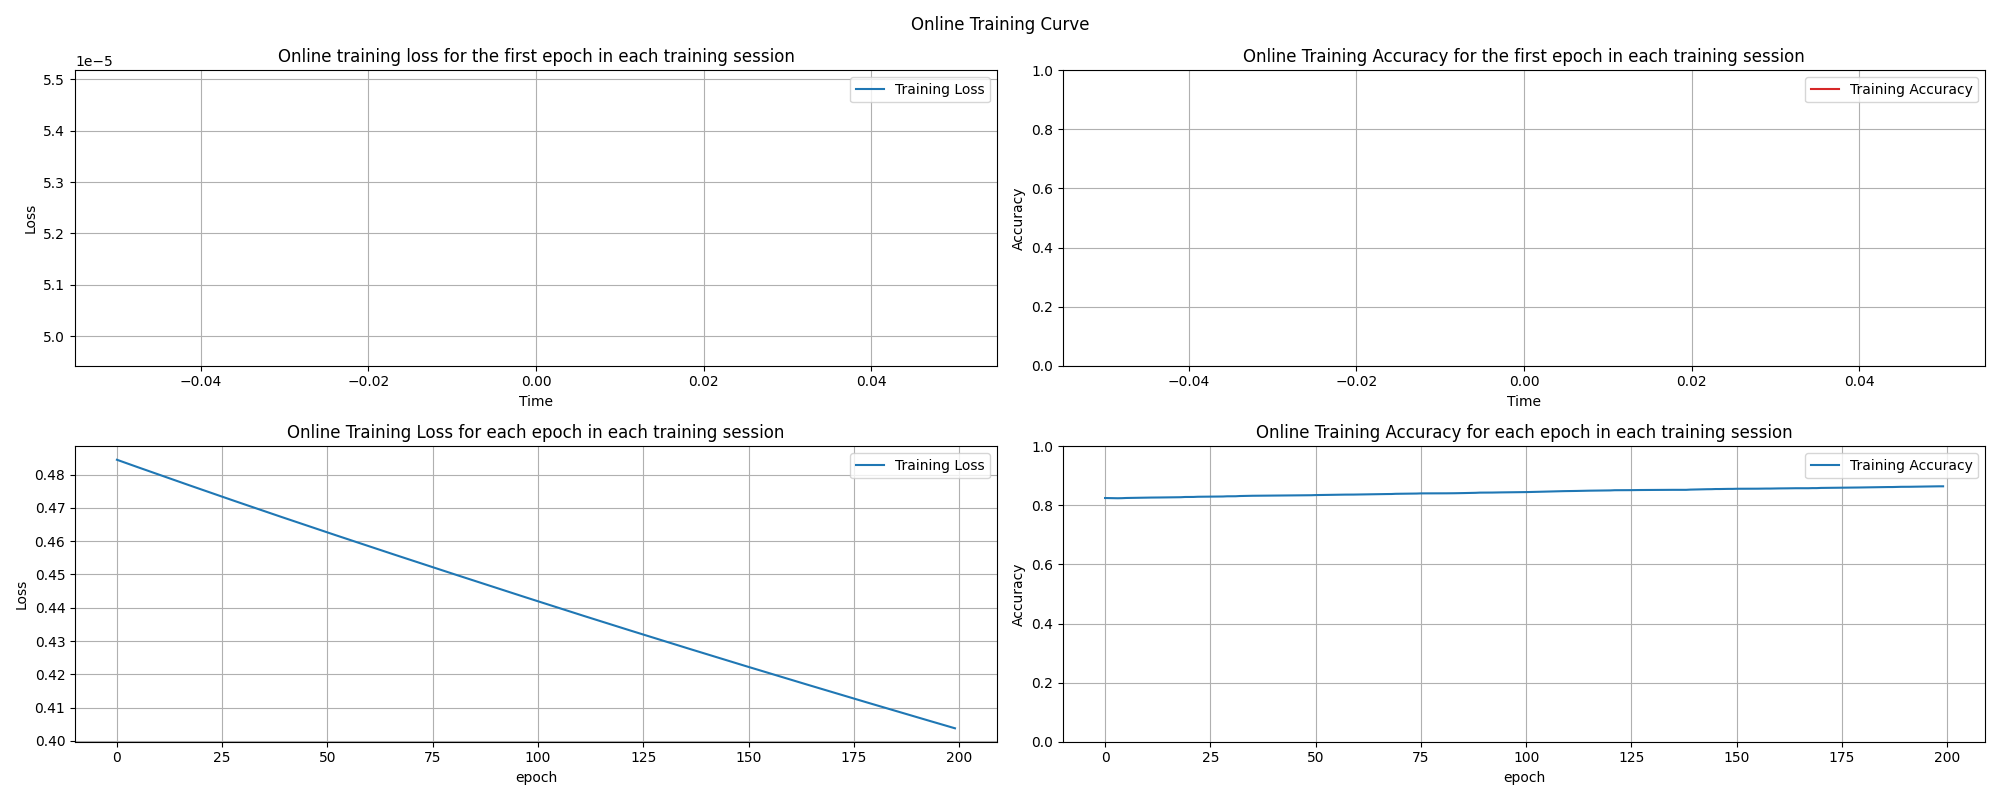 Online Training Curve
Online training loss for the first epoch in each training session
1e−5
Training Loss
5.5
5.4
5.3
5.2
5.1
5.0
Loss
−0.04 −0.02 0.00 0.02 0.04
Time
Online Training Accuracy for the first epoch in each training session
Training Accuracy
1.0
0.8
0.6
0.4
0.2
0.0
Accuracy
−0.04 −0.02 0.00 0.02 0.04
Time
Online Training Loss for each epoch in each training session
Training Loss
0.48
0.47
0.46
0.45
0.44
0.43
0.42
0.41
0.40
Loss
0 25 50 75 100 125 150 175 200
epoch
Online Training Accuracy for each epoch in each training session
Training Accuracy
1.0
0.8
0.6
0.4
0.2
0.0
Accuracy
0 25 50 75 100 125 150 175 200
epoch